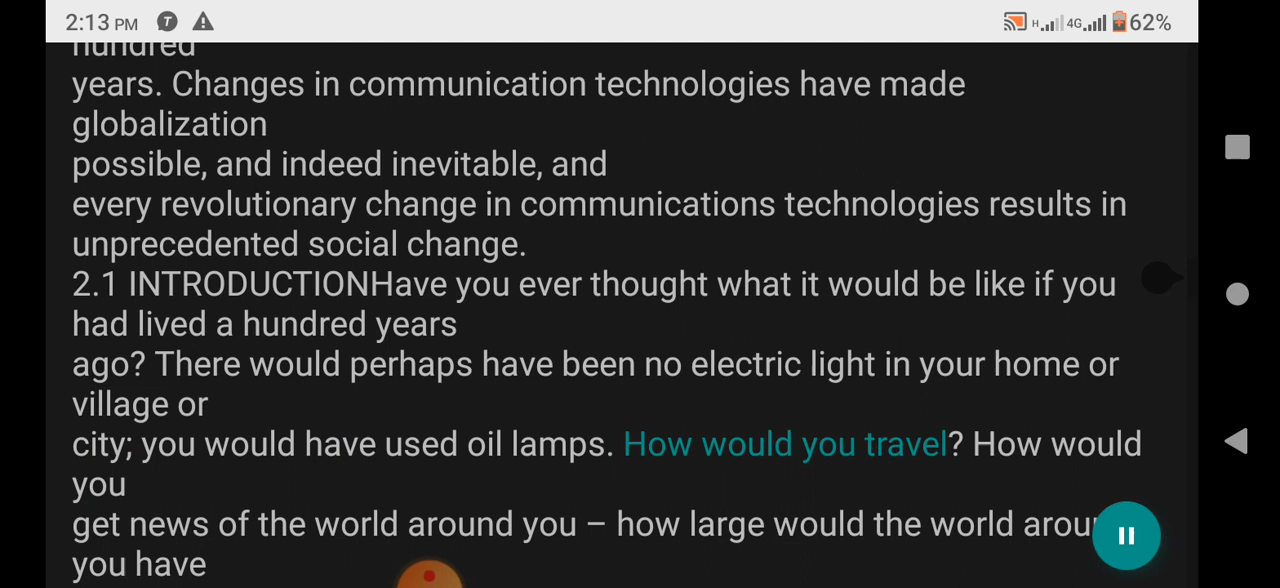 2:13 PM T H 4G 62%
hundred
years. Changes in communication technologies have made
globalization
possible, and indeed inevitable, and
every revolutionary change in communications technologies results in
unprecedented social change.
2.1 INTRODUCTIONHave you ever thought what it would be like if you
had lived a hundred years
ago? There would perhaps have been no electric light in your home or
village or
city; you would have used oil lamps. How would you travel? How would
you
get news of the world around you – how large would the world
you have